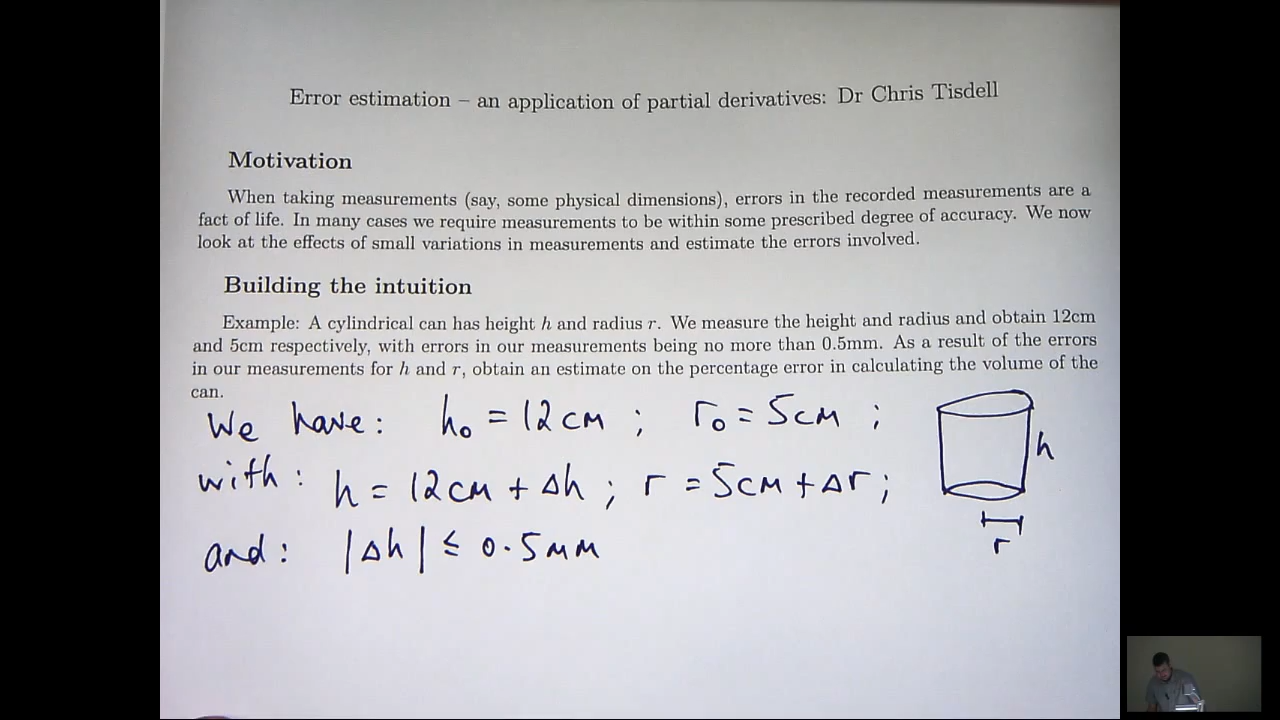 Error estimation – an application of partial derivatives: Dr Chris Tisdell
Motivation
When taking measurements (say, some physical dimensions), errors in the recorded measurements are a
fact of life. In many cases we require measurements to be within some prescribed degree of accuracy. We now
look at the effects of small variations in measurements and estimate the errors involved.
Building the intuition
Example: A cylindrical can has height h and radius r. We measure the height and radius and obtain 12cm
and 5cm respectively, with errors in our measurements being no more than 0.5mm. As a result of the errors
in our measurements for h and r, obtain an estimate on the percentage error in calculating the volume of the
can.
We have: h₀ = 12cm ; r₀ = 5cm ;
with: h = 12cm + Δh ; r = 5cm + Δr ;
h
and: |Δh| ≤ 0.5mm
r